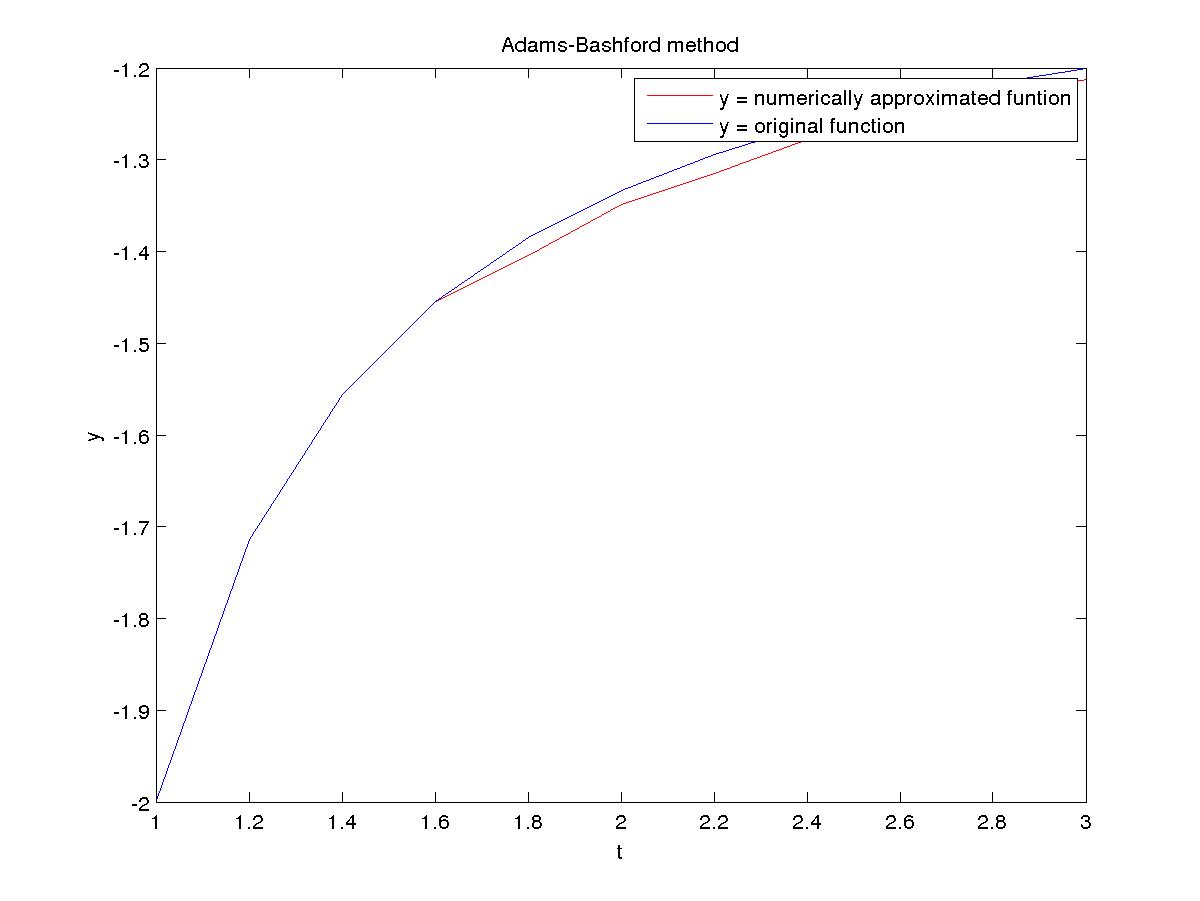 Adams-Bashford method
y = numerically approximated funtion
y = original function
-1.2
-1.3
-1.4
-1.5
-1.6
-1.7
-1.8
-1.9
-2
y
1 1.2 1.4 1.6 1.8 2 2.2 2.4 2.6 2.8 3
t